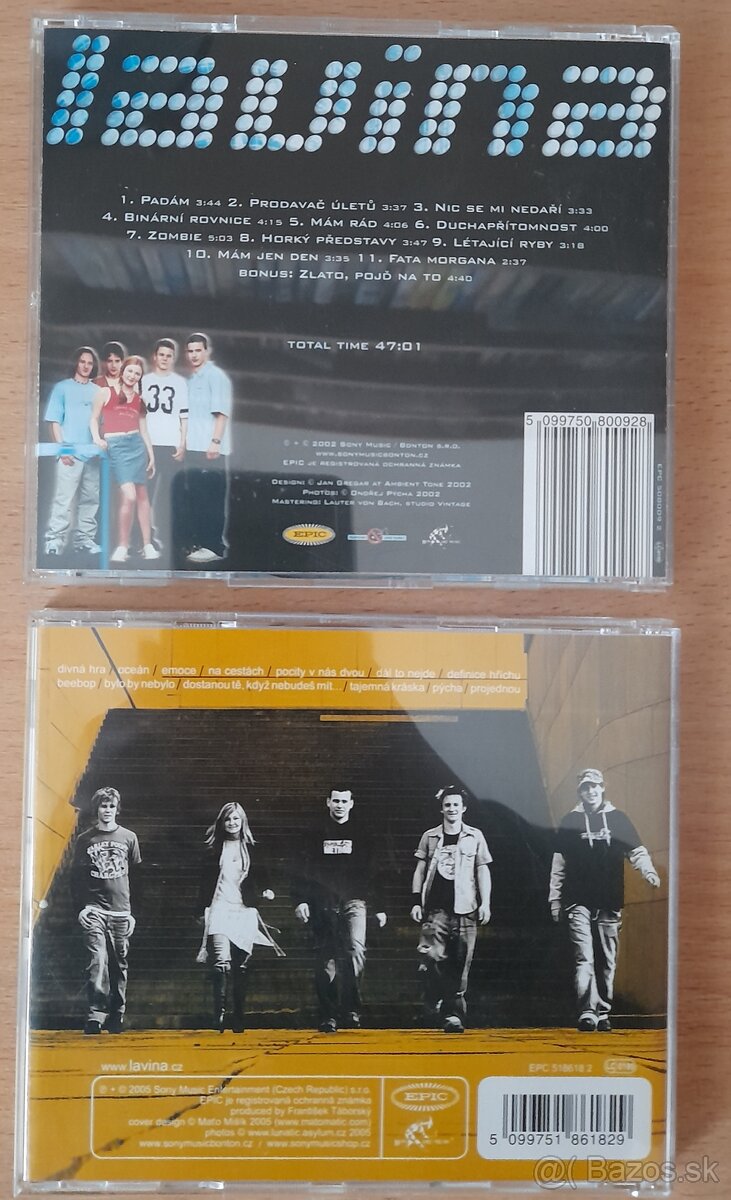 lavina
1. Padám 3:44 2. Prodavač úletů 3:37 3. Nic se mi nedaří 3:33
4. Binární rovnice 4:15 5. Mám rád 4:06 6. Duchapřítomnost 4:00
7. Zombie 5:03 8. Horký představy 3:47 9. Létající ryby 3:18
10. Mám jen den 3:35 11. Fata morgana 2:37
Bonus: Zlato, pojď na to 4:40
Total time 47:01
33
5 099750 800928
℗ + © 2002 Sony Music / Bonton s.r.o.
www.sonymusicbonton.cz
EPIC je registrovaná ochranná známka
Design: © Jan Gregar at Ambient Tone 2002
Photos: © Ondřej Pýcha 2002
Mastering: Lauter von Bach, studio Vintage
EPIC
EPC 508009 2
divná hra / oceán / emoce / na cestách / pocity v nás dvou / dál to nejde / definice hříchu
beebop / bylo by nebylo / dostanou tě, když nebudeš mít... / tajemná kráska / pýcha / projednou
www.lavina.cz
EPC 518618 2
℗ + © 2005 Sony Music Entertainment (Czech Republic) s.r.o.
EPIC je registrovaná ochranná známka
produced by František Táborský
cover design © Maťo Mišík 2005 (www.matomatic.com)
photos © www.lunatic.asylum.cz 2005
www.sonymusicbonton.cz / www.sonymusicshop.cz
EPIC
5 099751 861829
@( Bazos.sk